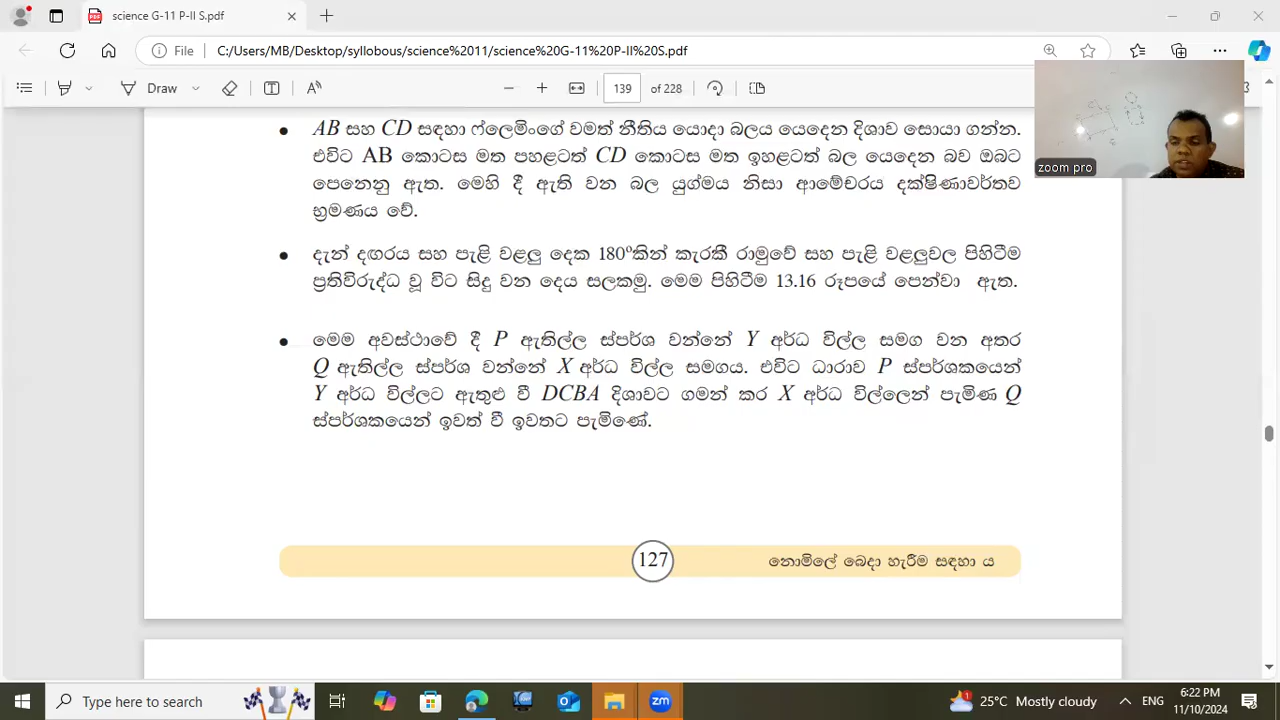 science G-11 P-II S.pdf
File
C:/Users/MB/Desktop/syllobous/science%2011/science%20G-11%20P-II%20S.pdf
Draw
139 of 228
zoom pro
AB සහ CD සඳහා ෆ්ලෙමිංගේ වමත් නීතිය යොදා බලය යෙදෙන දිශාව සොයා ගන්න.
එවිට AB කොටස මත පහළටත් CD කොටස මත ඉහළටත් බල යෙදෙන බව ඔබට
පෙනෙනු ඇත. මෙහි දී ඇති වන බල යුග්මය නිසා ආමේචරය දක්ෂිණාවර්තව
භ්‍රමණය වේ.
දැන් දඟරය සහ පැළි වළලු දෙක 180°කින් කැරකී රාමුවේ සහ පැළි වළලුවල පිහිටීම
ප්‍රතිවිරුද්ධ වූ විට සිදු වන දෙය සලකමු. මෙම පිහිටීම 13.16 රූපයේ පෙන්වා ඇත.
මෙම අවස්ථාවේ දී P ඇතිල්ල ස්පර්ශ වන්නේ Y අර්ධ විල්ල සමග වන අතර
Q ඇතිල්ල ස්පර්ශ වන්නේ X අර්ධ විල්ල සමගය. එවිට ධාරාව P ස්පර්ශකයෙන්
Y අර්ධ විල්ලට ඇතුළු වී DCBA දිශාවට ගමන් කර X අර්ධ විල්ලෙන් පැමිණ Q
ස්පර්ශකයෙන් ඉවත් වී ඉවතට පැමිණේ.
127
නොමිලේ බෙදා හැරීම සඳහා ය
Type here to search
1
25°C Mostly cloudy
ENG
6:22 PM
11/10/2024